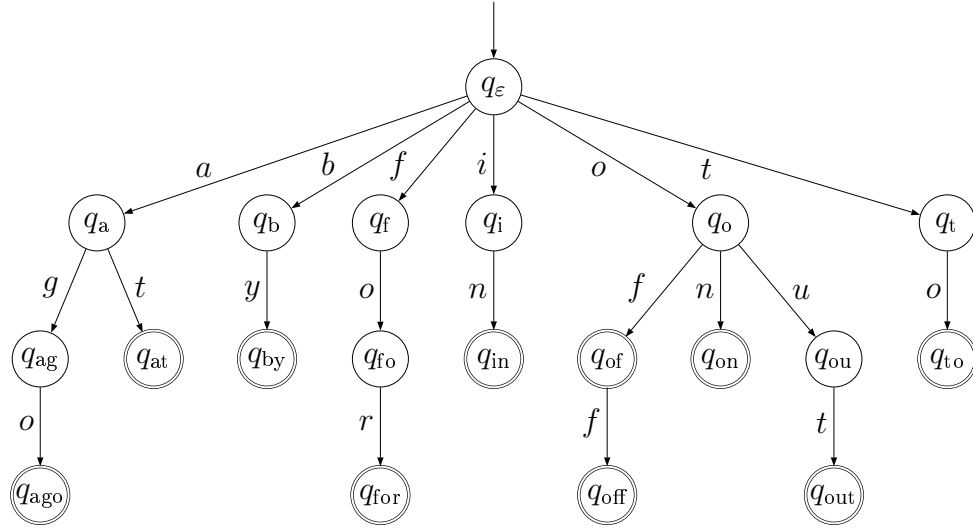 q_ε
a b f i o t
q_a q_b q_f q_i q_o q_t
g t y o n f n u o
q_ag q_at q_by q_fo q_in q_of q_on q_ou q_to
o r f t
q_ago q_for q_off q_out